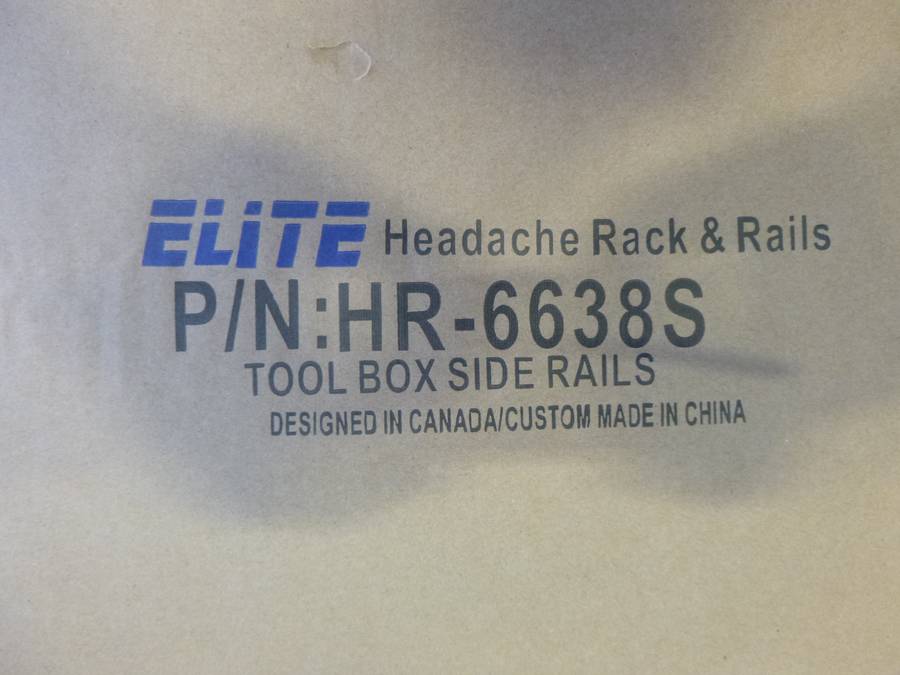 ELiTE Headache Rack & Rails
P/N:HR-6638S
TOOL BOX SIDE RAILS
DESIGNED IN CANADA/CUSTOM MADE IN CHINA